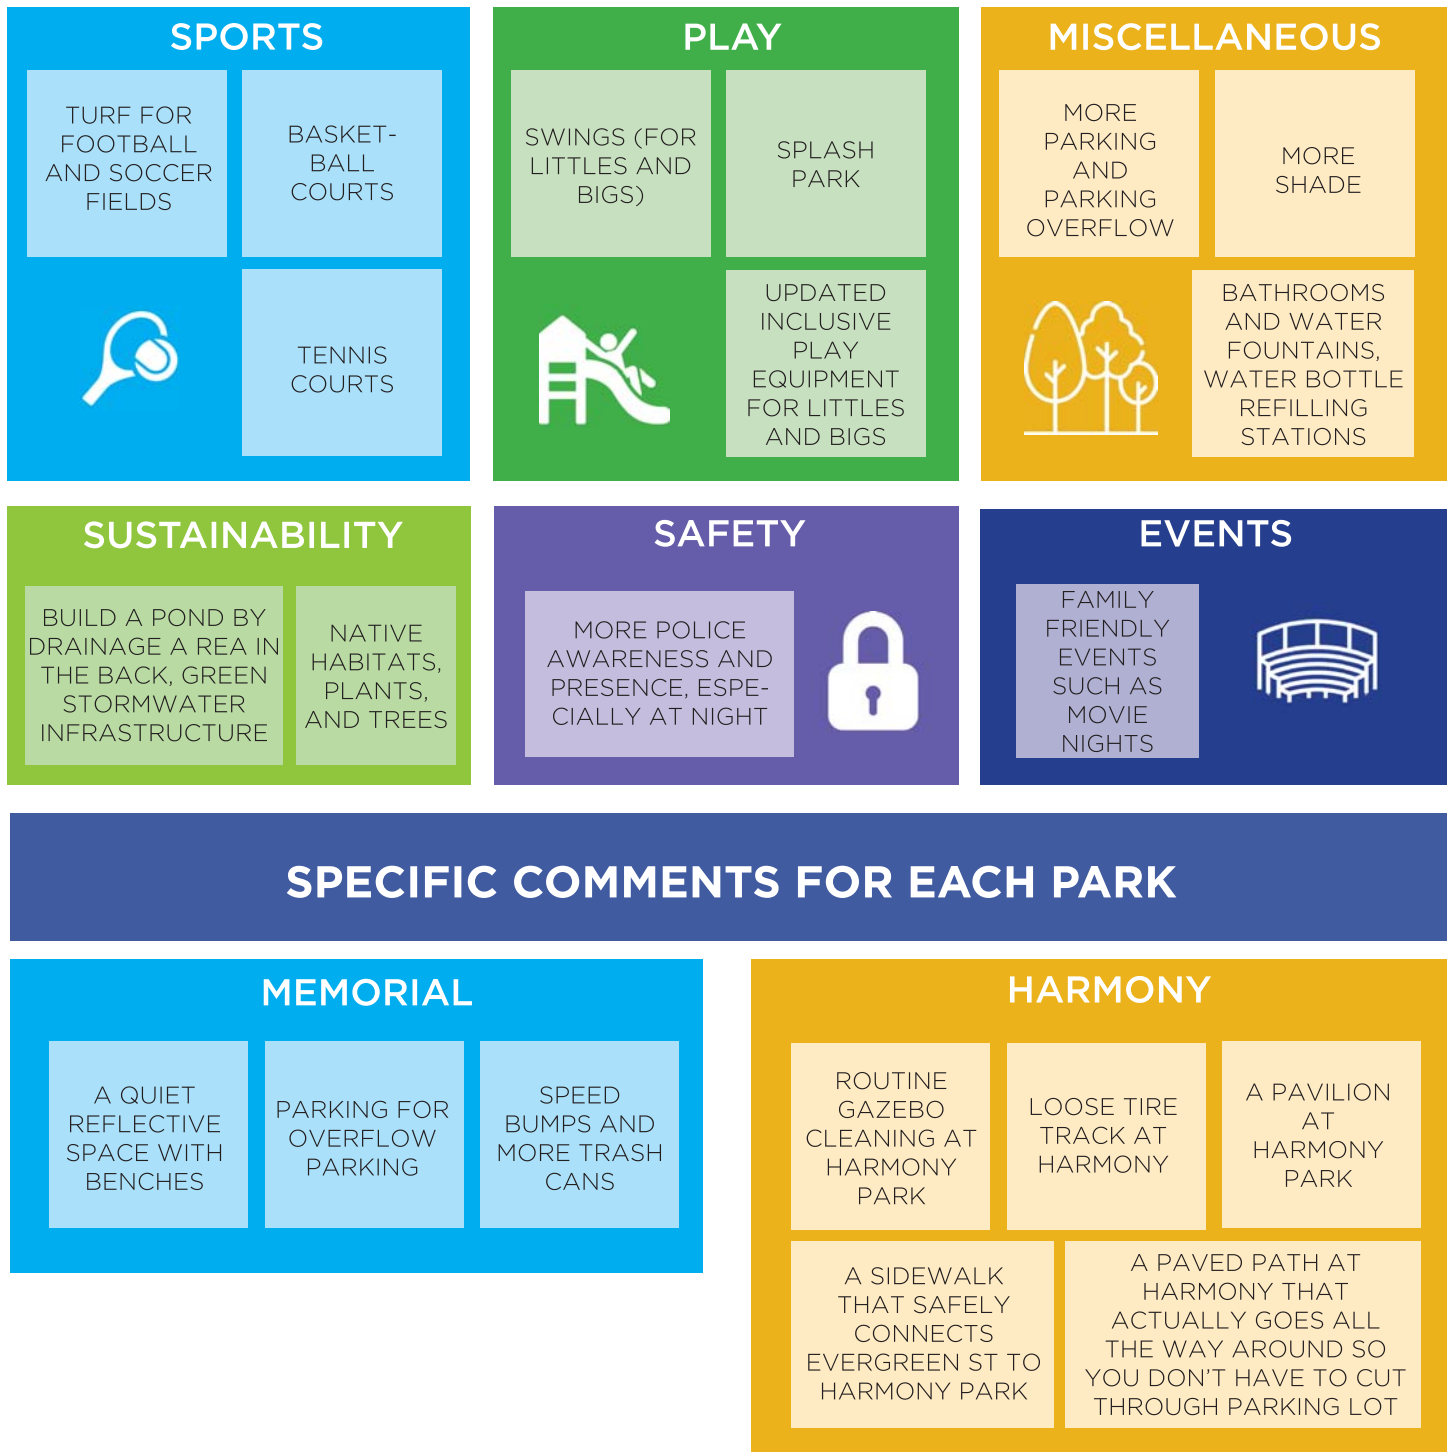 SPORTS
TURF FOR
FOOTBALL
AND SOCCER
FIELDS
BASKET-
BALL
COURTS
TENNIS
COURTS
PLAY
SWINGS (FOR
LITTLES AND
BIGS)
SPLASH
PARK
UPDATED
INCLUSIVE
PLAY
EQUIPMENT
FOR LITTLES
AND BIGS
MISCELLANEOUS
MORE
PARKING
AND
PARKING
OVERFLOW
MORE
SHADE
BATHROOMS
AND WATER
FOUNTAINS,
WATER BOTTLE
REFILLING
STATIONS
SUSTAINABILITY
BUILD A POND BY
DRAINAGE A REA IN
THE BACK, GREEN
STORMWATER
INFRASTRUCTURE
NATIVE
HABITATS,
PLANTS,
AND TREES
SAFETY
MORE POLICE
AWARENESS AND
PRESENCE, ESPE-
CIALLY AT NIGHT
EVENTS
FAMILY
FRIENDLY
EVENTS
SUCH AS
MOVIE
NIGHTS
SPECIFIC COMMENTS FOR EACH PARK
MEMORIAL
A QUIET
REFLECTIVE
SPACE WITH
BENCHES
PARKING FOR
OVERFLOW
PARKING
SPEED
BUMPS AND
MORE TRASH
CANS
HARMONY
ROUTINE
GAZEBO
CLEANING AT
HARMONY
PARK
LOOSE TIRE
TRACK AT
HARMONY
A PAVILION
AT
HARMONY
PARK
A SIDEWALK
THAT SAFELY
CONNECTS
EVERGREEN ST TO
HARMONY PARK
A PAVED PATH AT
HARMONY THAT
ACTUALLY GOES ALL
THE WAY AROUND SO
YOU DON'T HAVE TO CUT
THROUGH PARKING LOT